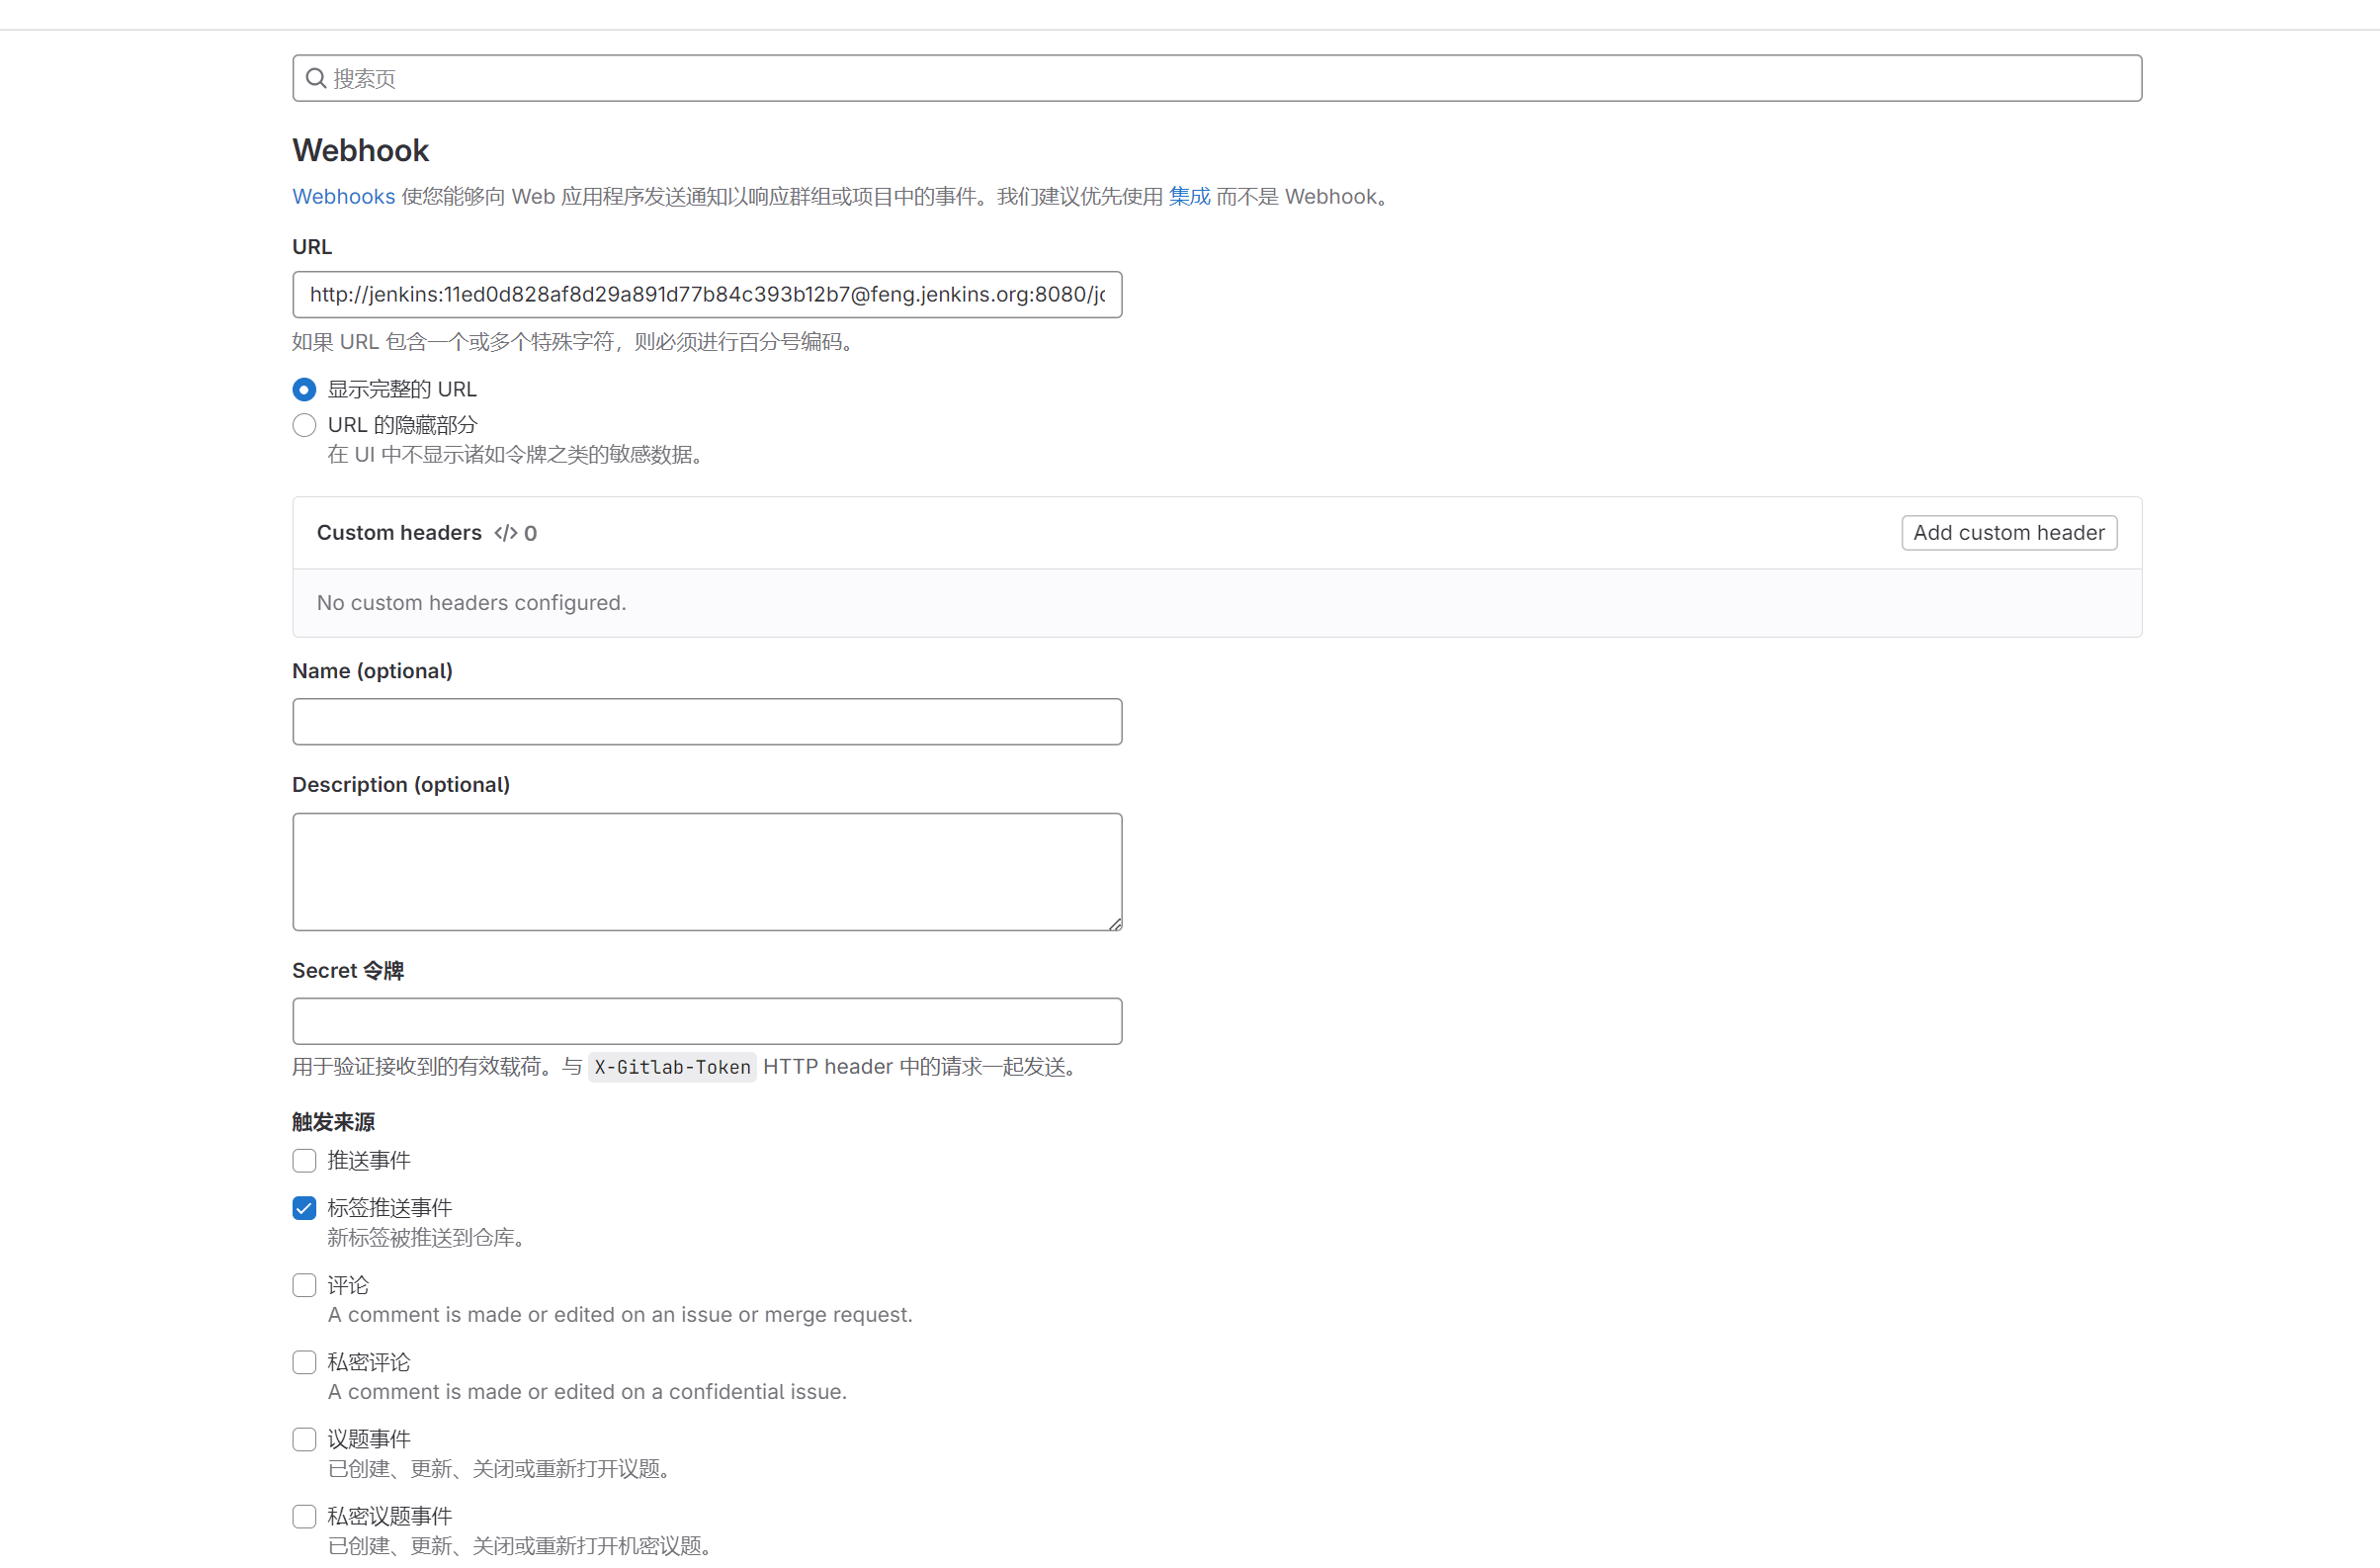 搜索页
Webhook
Webhooks 使您能够向 Web 应用程序发送通知以响应群组或项目中的事件。我们建议优先使用 集成 而不是 Webhook。
URL
http://jenkins:11ed0d828af8d29a891d77b84c393b12b7@feng.jenkins.org:8080/jo
如果 URL 包含一个或多个特殊字符，则必须进行百分号编码。
显示完整的 URL
URL 的隐藏部分
在 UI 中不显示诸如令牌之类的敏感数据。
Custom headers </> 0
Add custom header
No custom headers configured.
Name (optional)
Description (optional)
Secret 令牌
用于验证接收到的有效载荷。与 X-Gitlab-Token HTTP header 中的请求一起发送。
触发来源
推送事件
标签推送事件
新标签被推送到仓库。
评论
A comment is made or edited on an issue or merge request.
私密评论
A comment is made or edited on a confidential issue.
议题事件
已创建、更新、关闭或重新打开议题。
私密议题事件
已创建、更新、关闭或重新打开机密议题。